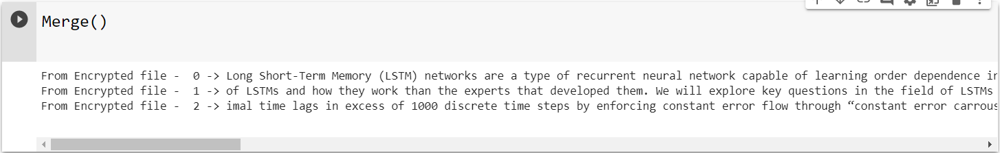 Merge()
From Encrypted file -  0 -> Long Short-Term Memory (LSTM) networks are a type of recurrent neural network capable of learning order dependence in
From Encrypted file -  1 -> of LSTMs and how they work than the experts that developed them. We will explore key questions in the field of LSTMs
From Encrypted file -  2 -> imal time lags in excess of 1000 discrete time steps by enforcing constant error flow through “constant error carrous